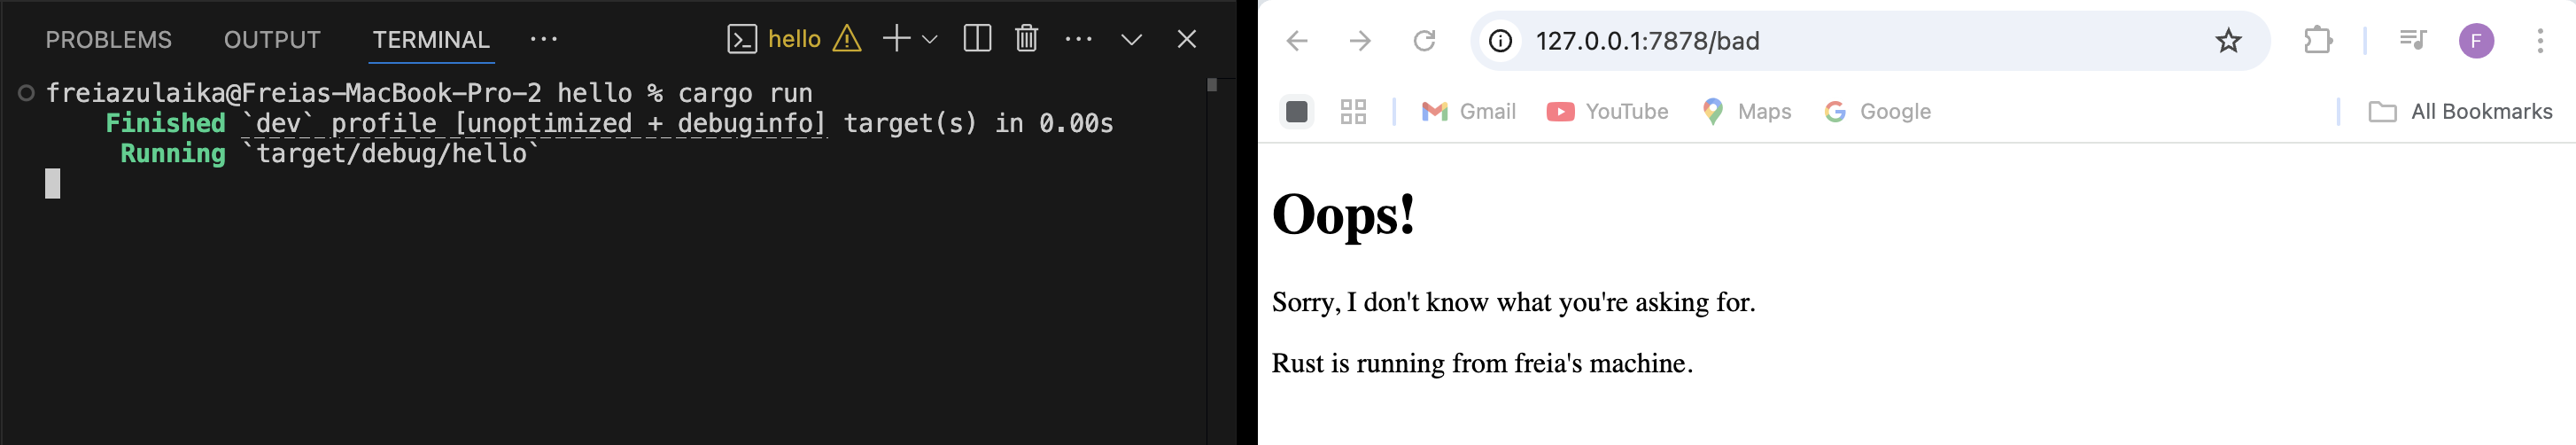 PROBLEMS OUTPUT TERMINAL ··· hello
freiazulaika@Freias-MacBook-Pro-2 hello % cargo run
Finished `dev` profile [unoptimized + debuginfo] target(s) in 0.00s
Running `target/debug/hello`
127.0.0.1:7878/bad F
Gmail YouTube Maps Google All Bookmarks
Oops!
Sorry, I don't know what you're asking for.
Rust is running from freia's machine.